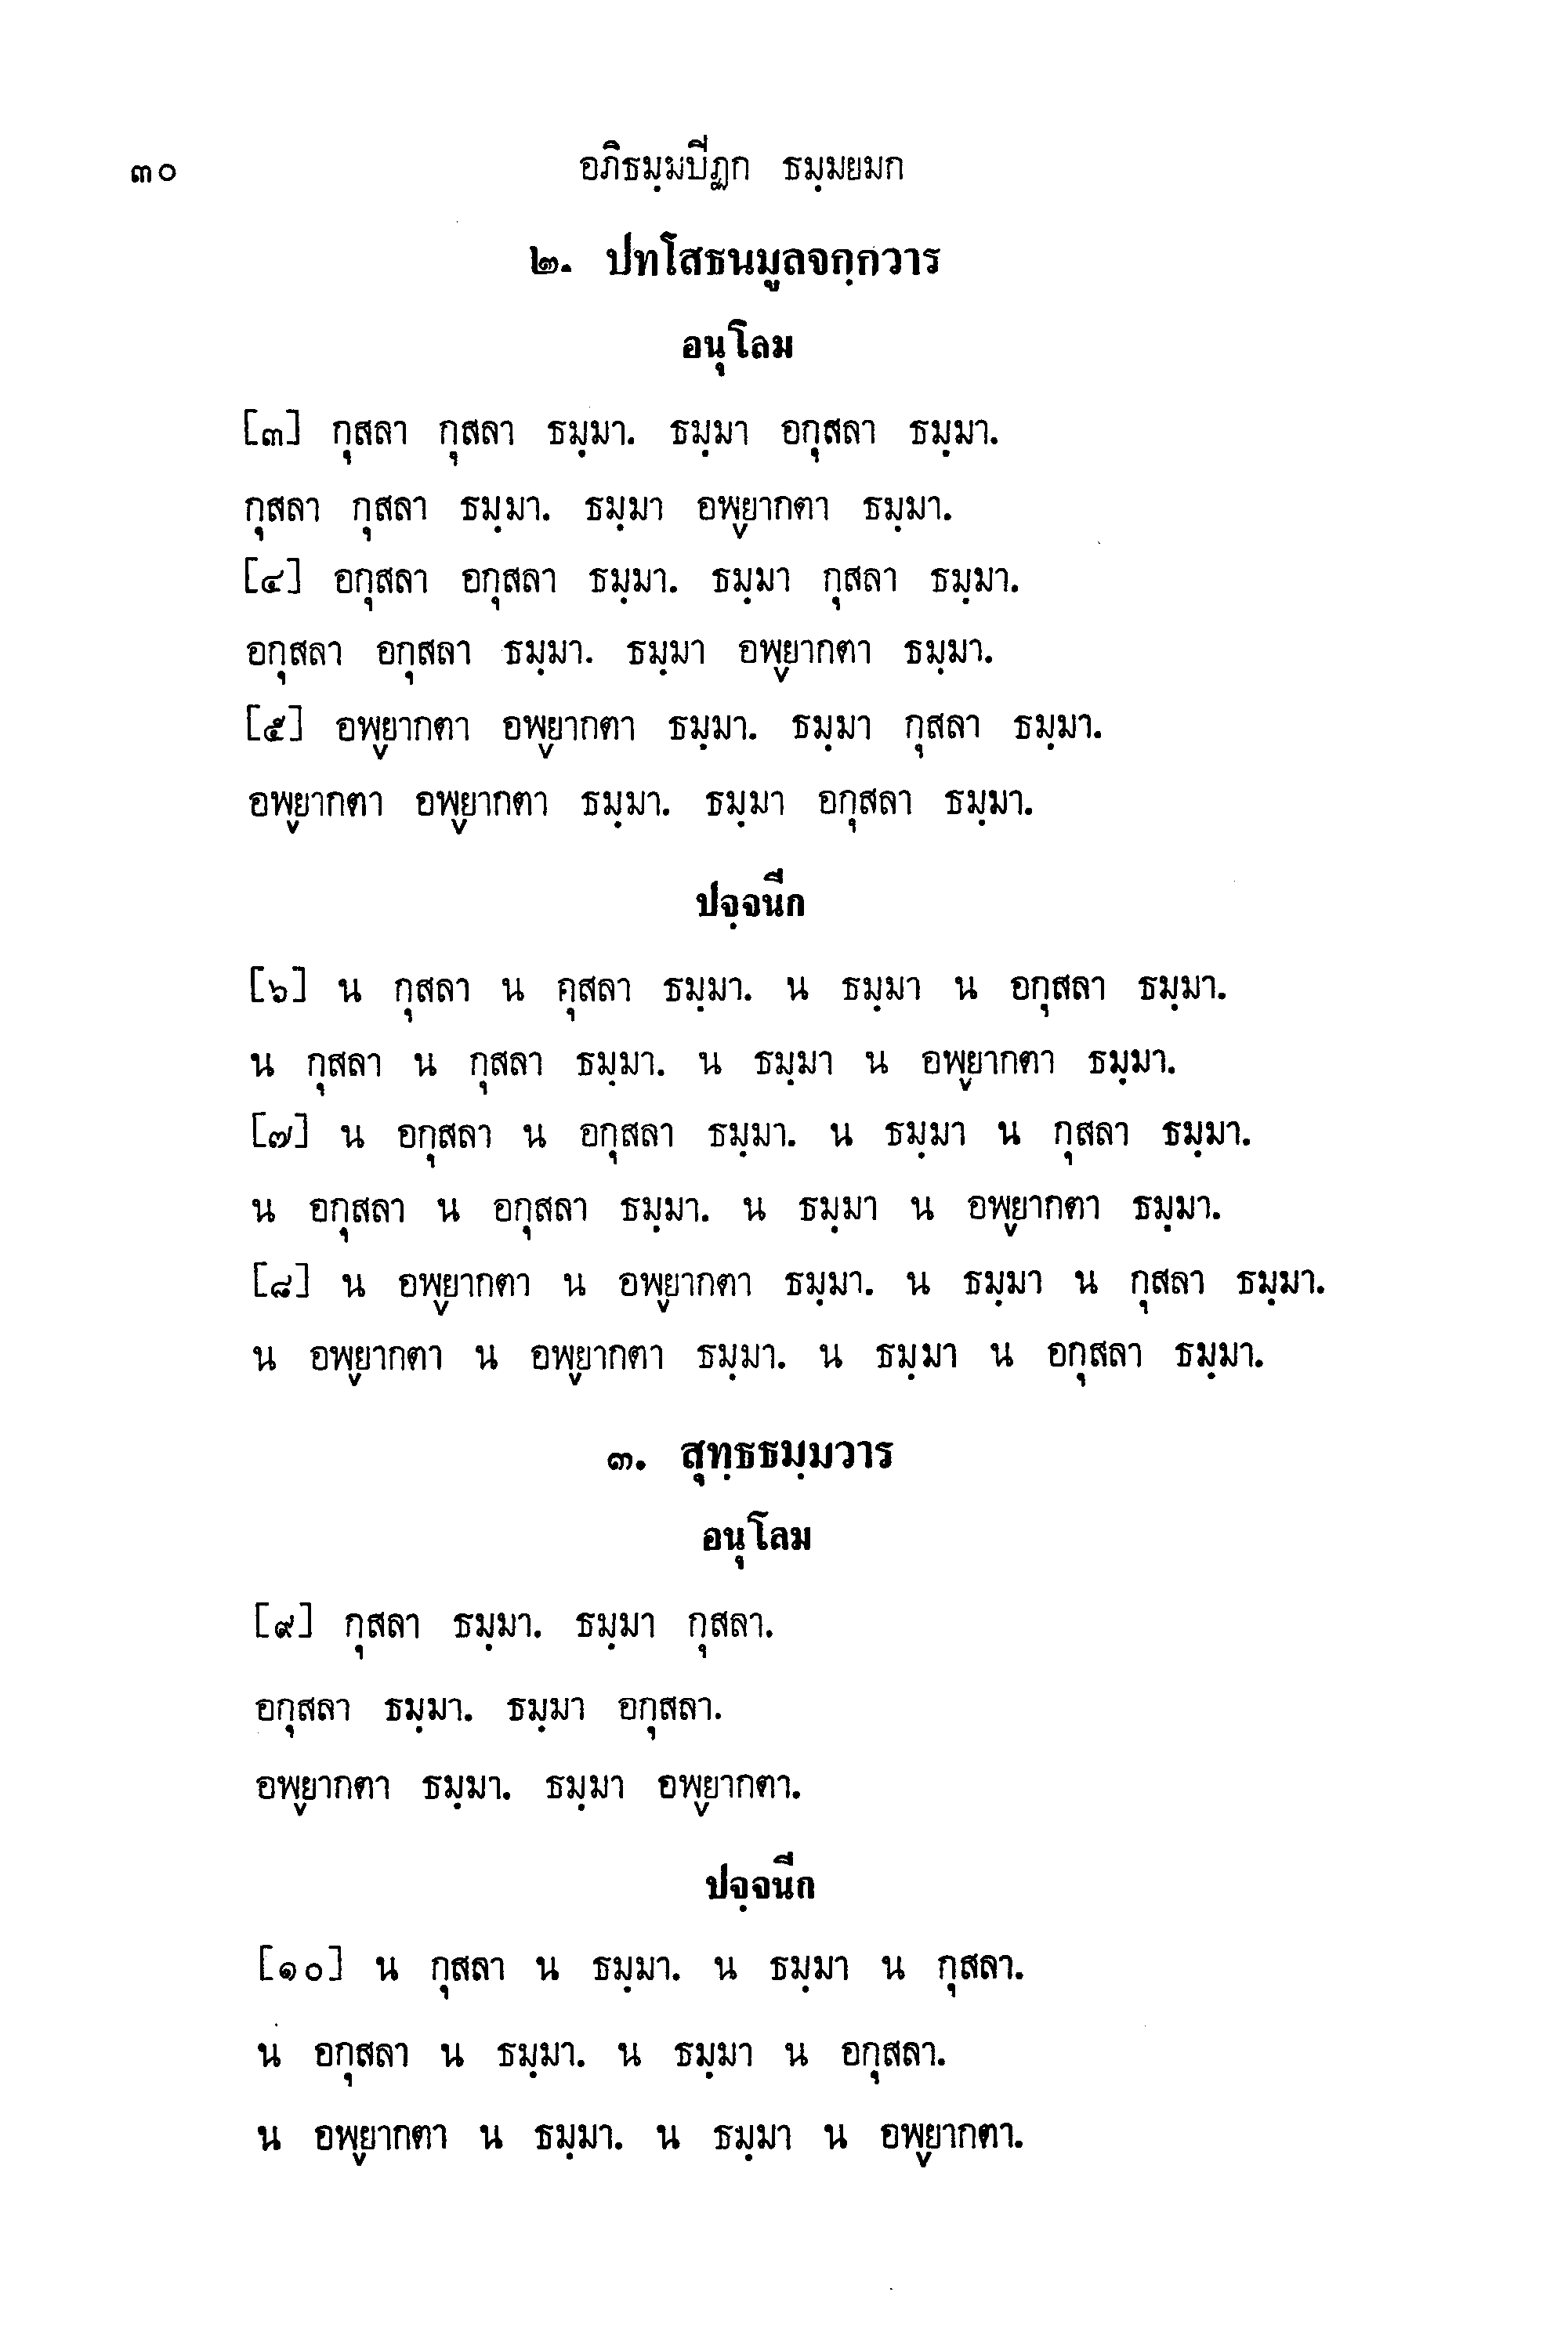 ๓๐ อภิธมฺมบีฏก ธมฺมยมก
๒. ปทโสธนมูลจกฺกวาร
อนุโลม
[๓] กุสลา กุสลา ธมฺมา. ธมฺมา อกุสลา ธมฺมา.
กุสลา กุสลา ธมฺมา. ธมฺมา อพฺยากตา ธมฺมา.
[๔] อกุสลา อกุสลา ธมฺมา. ธมฺมา กุสลา ธมฺมา.
อกุสลา อกุสลา ธมฺมา. ธมฺมา อพฺยากตา ธมฺมา.
[๕] อพฺยากตา อพฺยากตา ธมฺมา. ธมฺมา กุสลา ธมฺมา.
อพฺยากตา อพฺยากตา ธมฺมา. ธมฺมา อกุสลา ธมฺมา.
ปจฺจนีก
[๖] น กุสลา น กุสลา ธมฺมา. น ธมฺมา น อกุสลา ธมฺมา.
น กุสลา น กุสลา ธมฺมา. น ธมฺมา น อพฺยากตา ธมฺมา.
[๗] น อกุสลา น อกุสลา ธมฺมา. น ธมฺมา น กุสลา ธมฺมา.
น อกุสลา น อกุสลา ธมฺมา. น ธมฺมา น อพฺยากตา ธมฺมา.
[๘] น อพฺยากตา น อพฺยากตา ธมฺมา. น ธมฺมา น กุสลา ธมฺมา.
น อพฺยากตา น อพฺยากตา ธมฺมา. น ธมฺมา น อกุสลา ธมฺมา.
๓. สุทฺธธมฺมวาร
อนุโลม
[๙] กุสลา ธมฺมา. ธมฺมา กุสลา.
อกุสลา ธมฺมา. ธมฺมา อกุสลา.
อพฺยากตา ธมฺมา. ธมฺมา อพฺยากตา.
ปจฺจนีก
[๑๐] น กุสลา น ธมฺมา. น ธมฺมา น กุสลา.
น อกุสลา น ธมฺมา. น ธมฺมา น อกุสลา.
น อพฺยากตา น ธมฺมา. น ธมฺมา น อพฺยากตา.